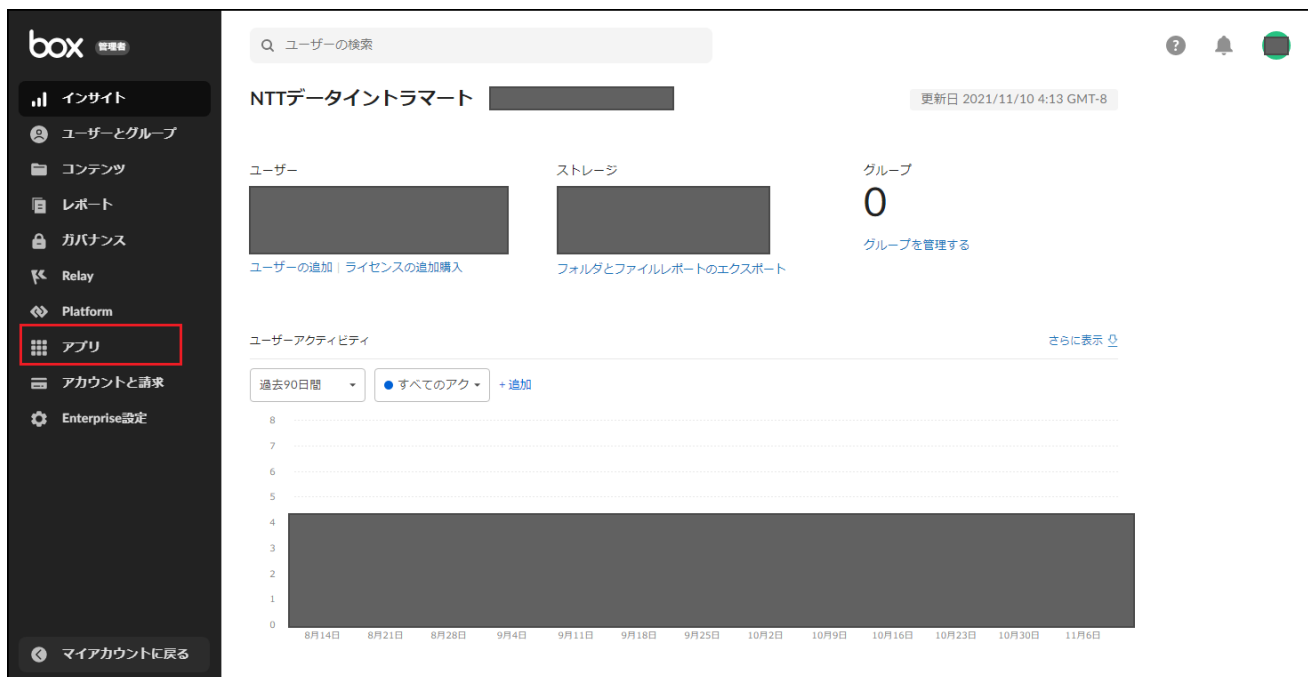 box 管理者
インサイト
ユーザーとグループ
コンテンツ
レポート
ガバナンス
Relay
Platform
アプリ
アカウントと請求
Enterprise設定
マイアカウントに戻る
ユーザーの検索
?
NTTデータイントラマート
更新日 2021/11/10 4:13 GMT-8
ユーザー
ユーザーの追加 | ライセンスの追加購入
ストレージ
フォルダとファイルレポートのエクスポート
グループ
0
グループを管理する
ユーザーアクティビティ
さらに表示
過去90日間
すべてのアク
+ 追加
8
7
6
5
4
3
2
1
0
8月14日 8月21日 8月28日 9月4日 9月11日 9月18日 9月25日 10月2日 10月9日 10月16日 10月23日 10月30日 11月6日